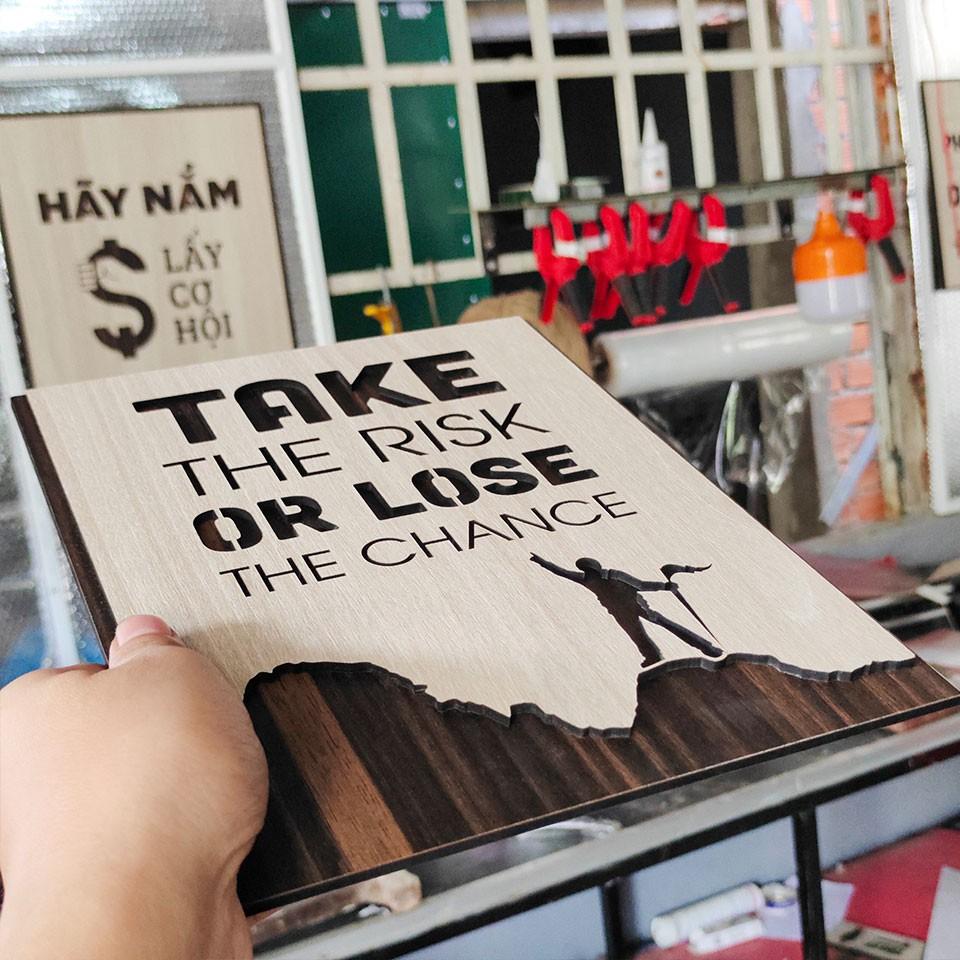 HÃY NẮM
LẤY
CƠ
HỘI
TAKE
THE RISK
OR LOSE
THE CHANCE